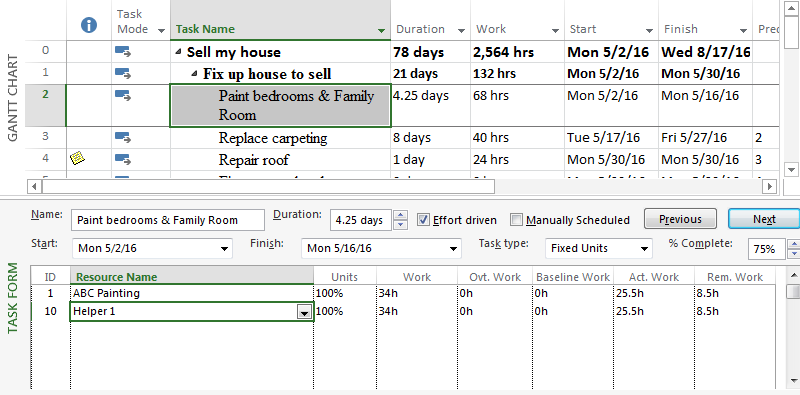 GANTT CHART
Task Mode Task Name Duration Work Start Finish Pred
0 Sell my house 78 days 2,564 hrs Mon 5/2/16 Wed 8/17/16
1 Fix up house to sell 21 days 132 hrs Mon 5/2/16 Mon 5/30/16
2 Paint bedrooms & Family Room 4.25 days 68 hrs Mon 5/2/16 Mon 5/16/16
3 Replace carpeting 8 days 40 hrs Tue 5/17/16 Fri 5/27/16 2
4 Repair roof 1 day 24 hrs Mon 5/30/16 Mon 5/30/16 3
TASK FORM
Name: Paint bedrooms & Family Room Duration: 4.25 days Effort driven Manually Scheduled Previous Next
Start: Mon 5/2/16 Finish: Mon 5/16/16 Task type: Fixed Units % Complete: 75%
ID Resource Name Units Work Ovt. Work Baseline Work Act. Work Rem. Work
1 ABC Painting 100% 34h 0h 0h 25.5h 8.5h
10 Helper 1 100% 34h 0h 0h 25.5h 8.5h